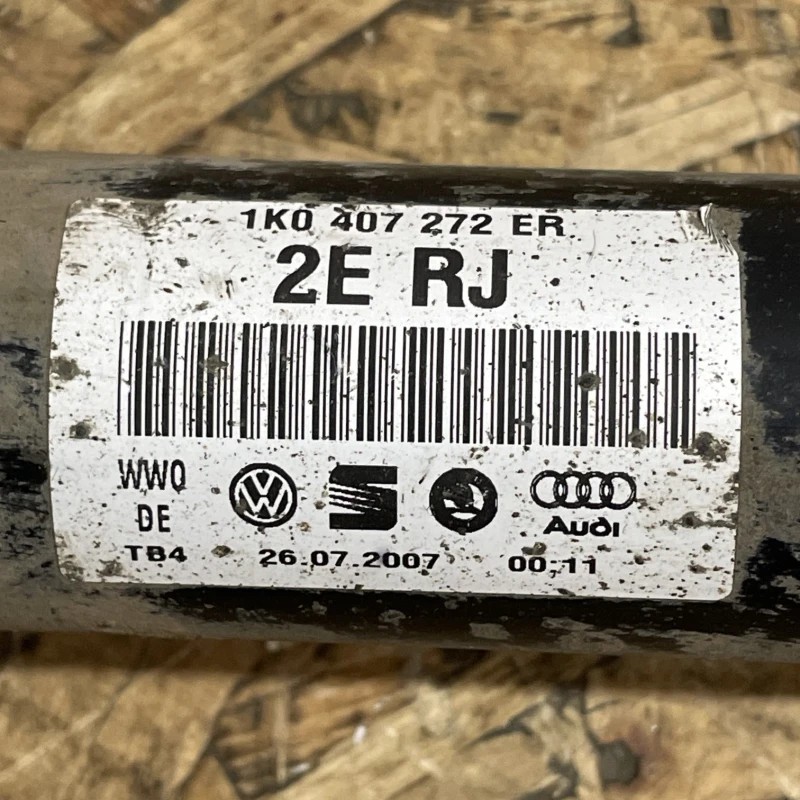 1K0 407 272 ER
2E RJ
WWQ
DE
Audi
TB4 26.07.2007 00:11